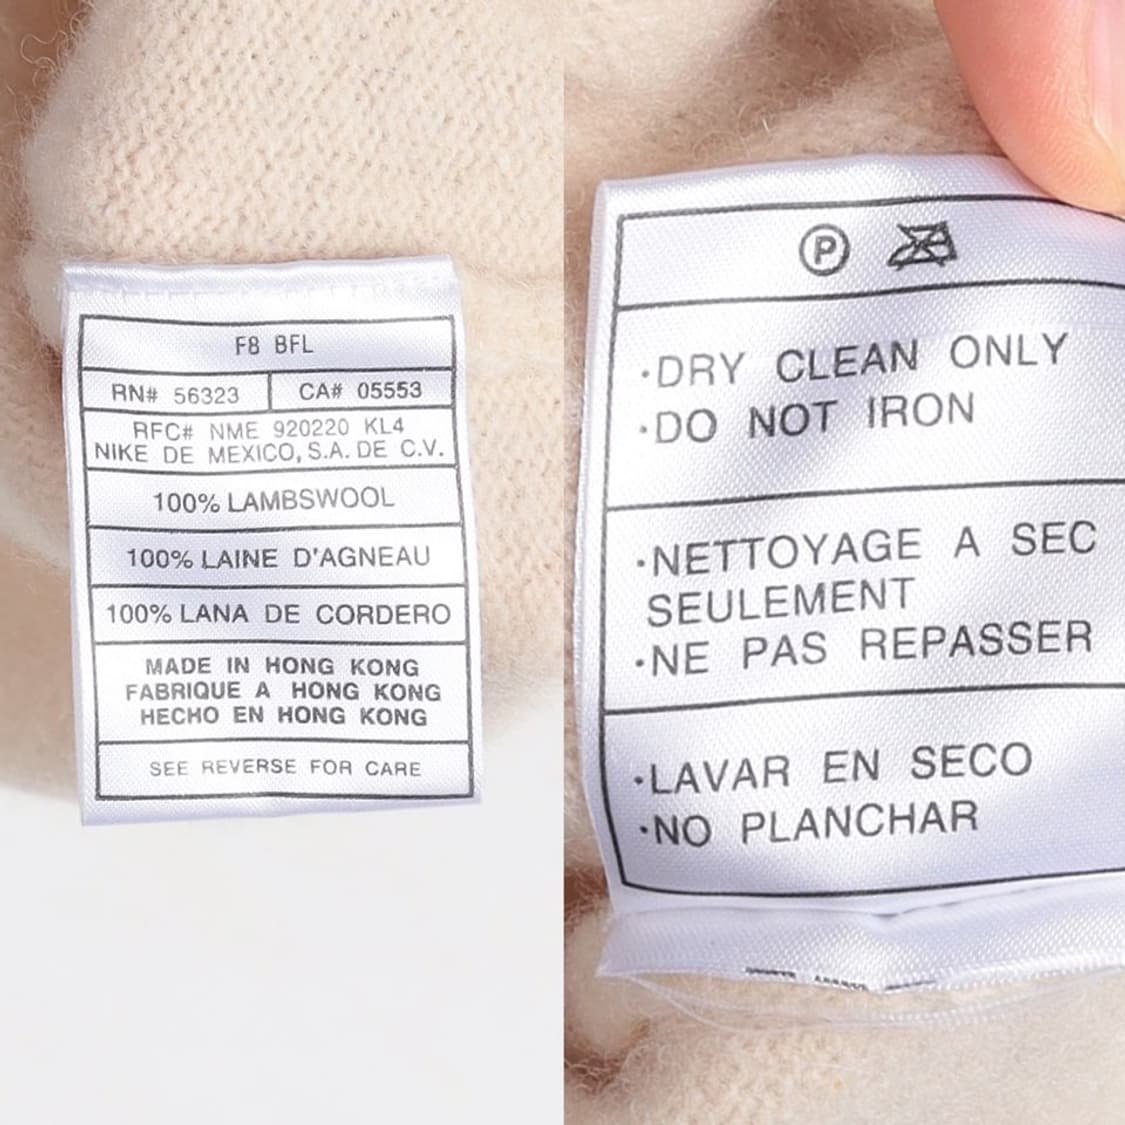 F8 BFL
RN# 56323
CA# 05553
RFC# NME 920220 KL4
NIKE DE MEXICO, S.A. DE C.V.
100% LAMBSWOOL
100% LAINE D'AGNEAU
100% LANA DE CORDERO
MADE IN HONG KONG
FABRIQUE A HONG KONG
HECHO EN HONG KONG
SEE REVERSE FOR CARE
P
·DRY CLEAN ONLY
·DO NOT IRON
·NETTOYAGE A SEC
SEULEMENT
·NE PAS REPASSER
·LAVAR EN SECO
·NO PLANCHAR